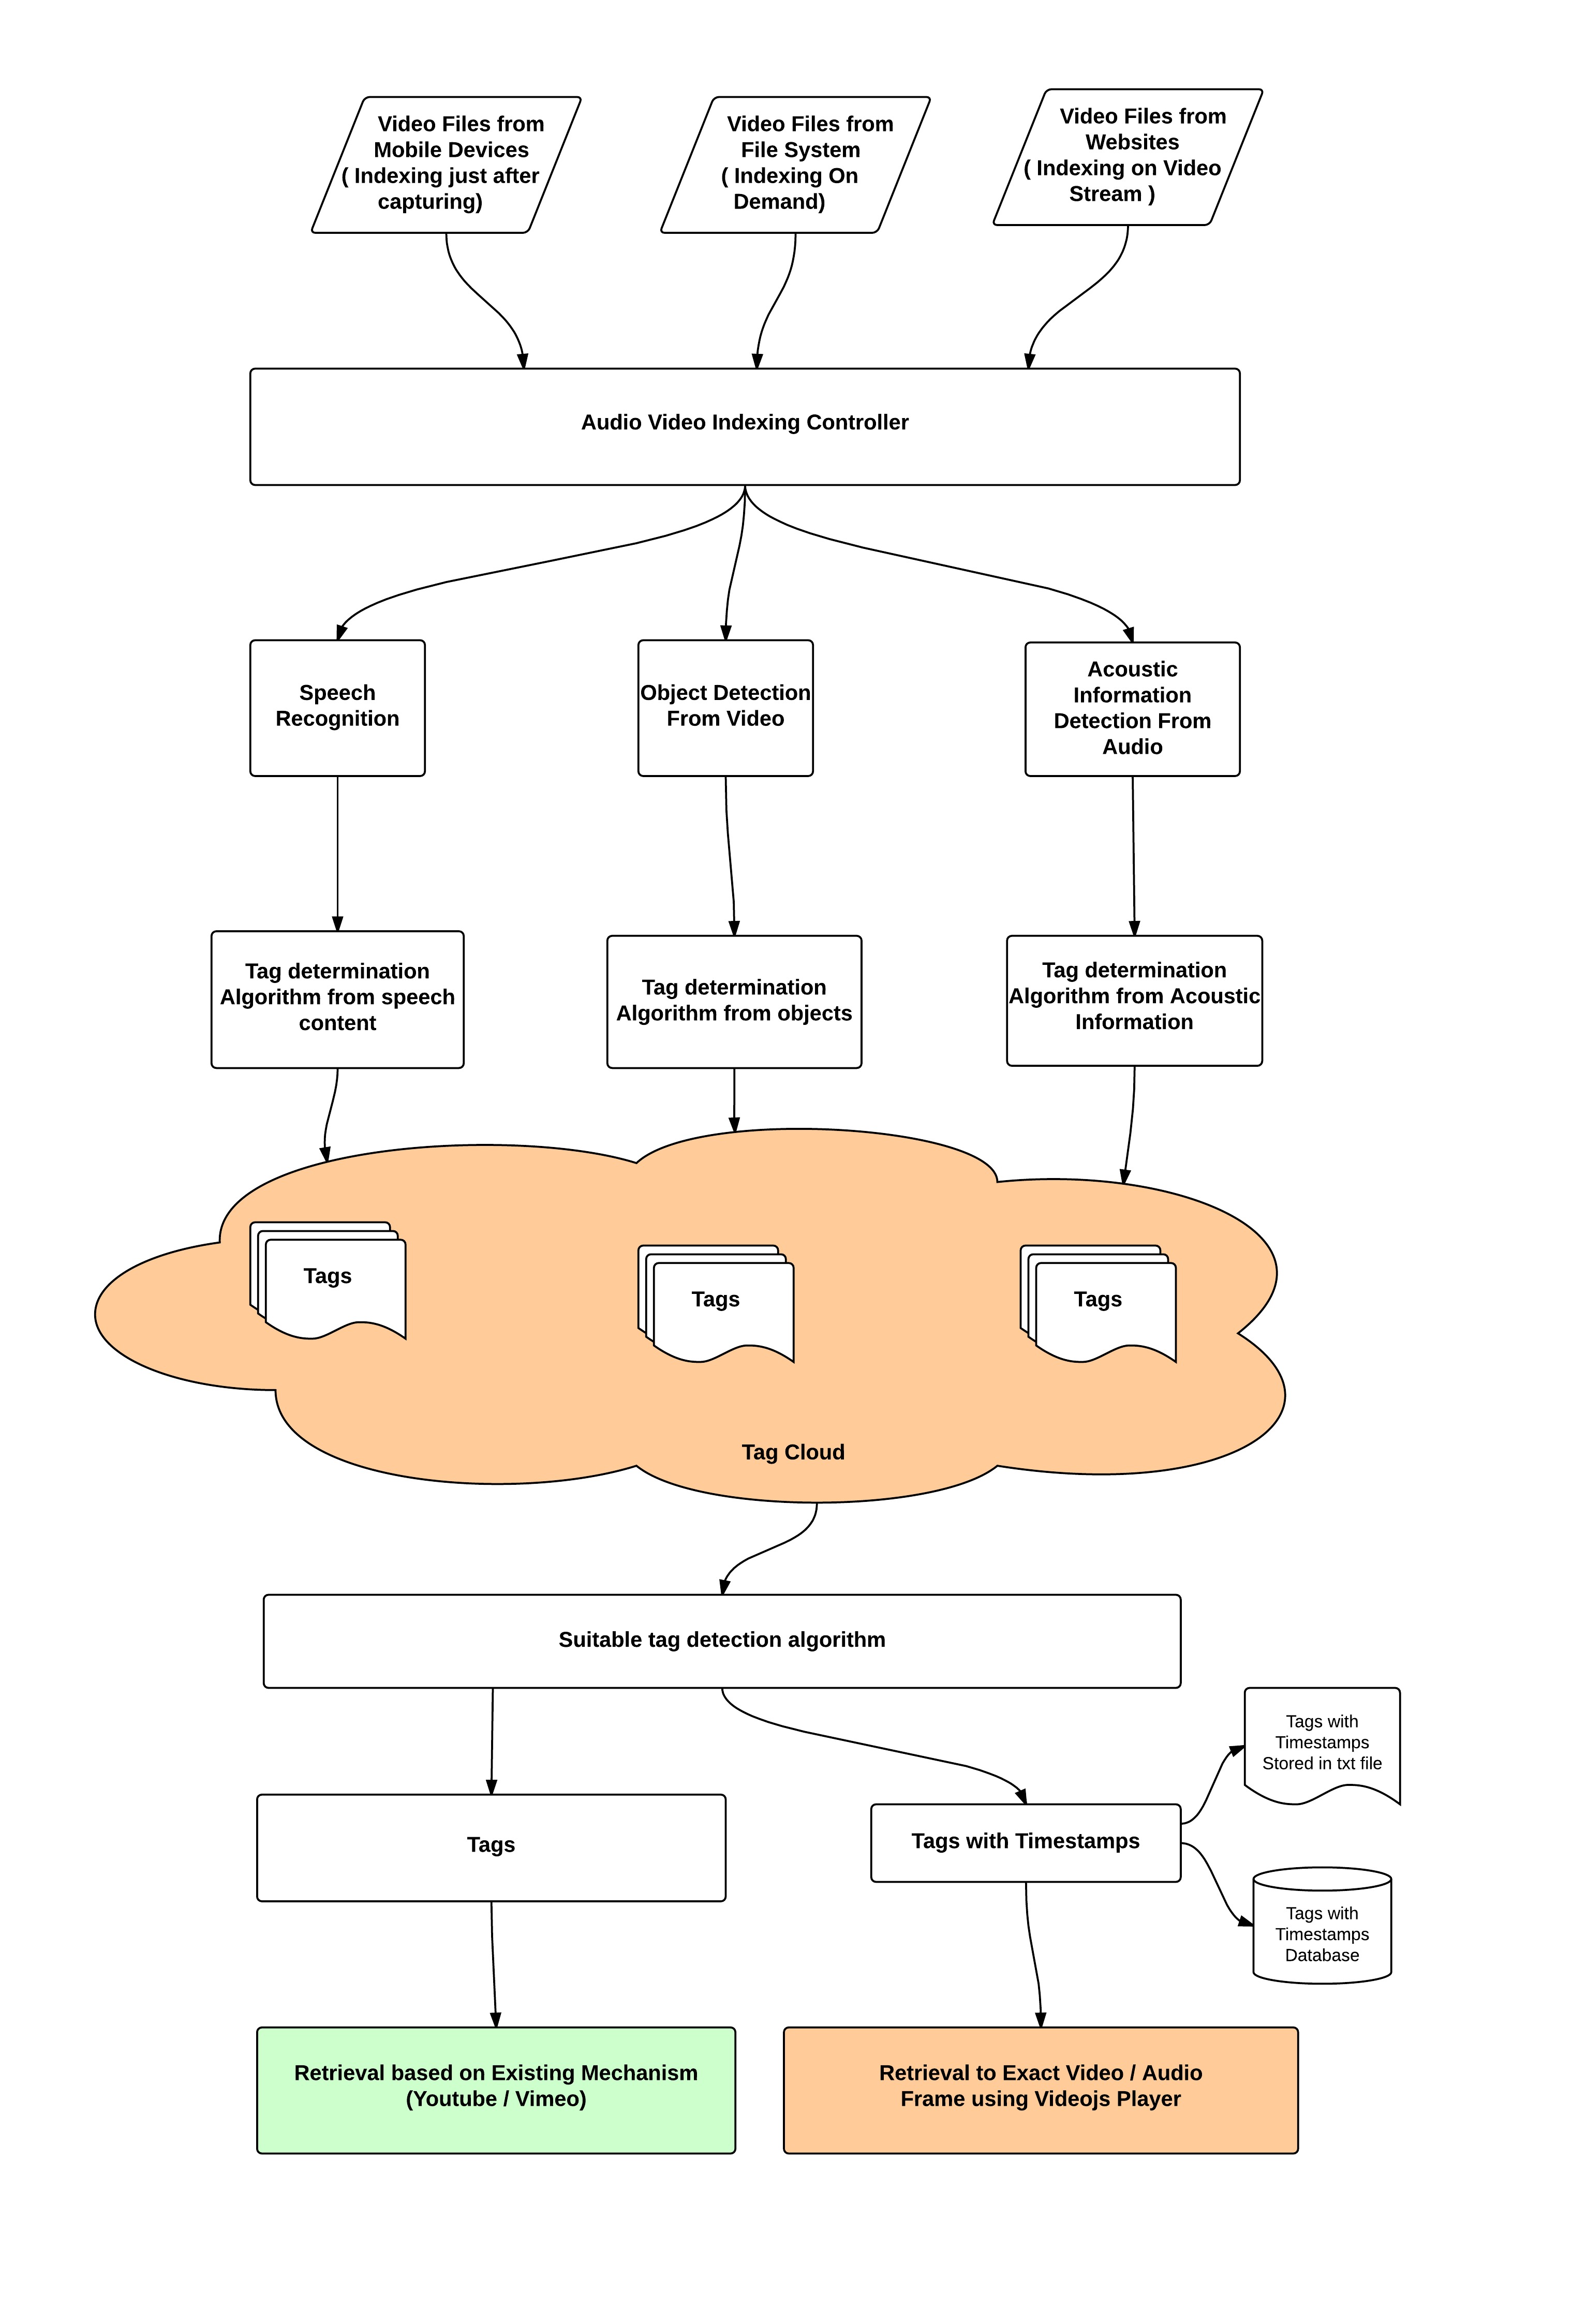 Video Files from
Mobile Devices
( Indexing just after
capturing)
Video Files from
File System
( Indexing On
Demand)
Video Files from
Websites
( Indexing on Video
Stream )
Audio Video Indexing Controller
Speech
Recognition
Object Detection
From Video
Acoustic
Information
Detection From
Audio
Tag determination
Algorithm from speech
content
Tag determination
Algorithm from objects
Tag determination
Algorithm from Acoustic
Information
Tags
Tags
Tags
Tag Cloud
Suitable tag detection algorithm
Tags with
Timestamps
Stored in txt file
Tags
Tags with Timestamps
Tags with
Timestamps
Database
Retrieval based on Existing Mechanism
(Youtube / Vimeo)
Retrieval to Exact Video / Audio
Frame using Videojs Player